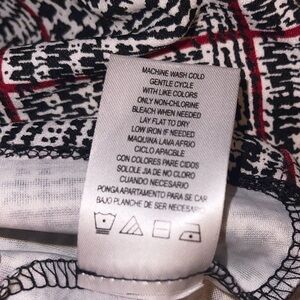 MACHINE WASH COLD
GENTLE CYCLE
WITH LIKE COLORS
ONLY NON-CHLORINE
BLEACH WHEN NEEDED
LAY FLAT TO DRY
LOW IRON IF NEEDED
MAQUINA LAVA AFRIO
CICLO APACSBLE
CON COLORES PARE CIDOS
SOLOLE JIA DE NO CLORO
CUANDO NECESARIO
PONGA APARTAMENTO PARA SE CAR
BAJO PLANCHE DE SER NECESARIO